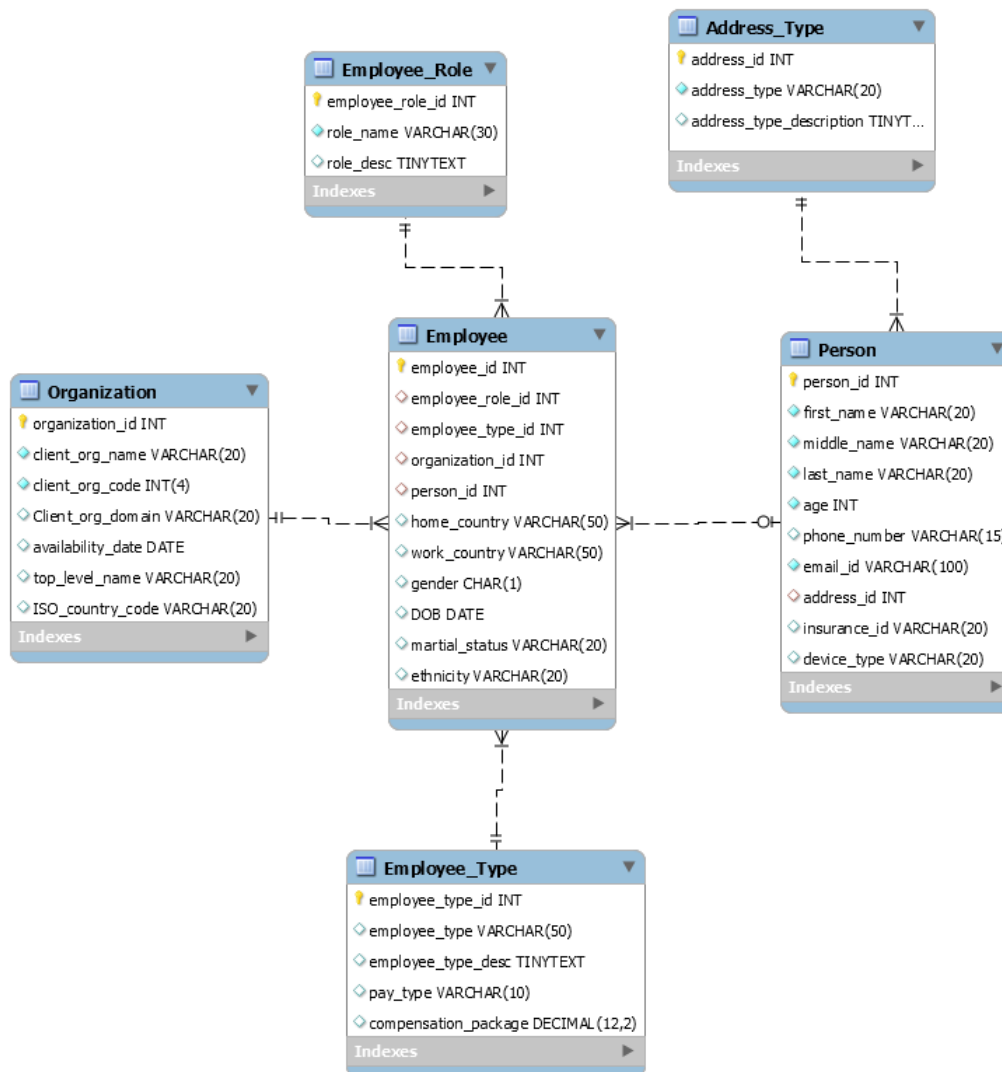 Employee_Role
employee_role_id INT
role_name VARCHAR(30)
role_desc TINYTEXT
Indexes
Address_Type
address_id INT
address_type VARCHAR(20)
address_type_description TINYT...
Indexes
Organization
organization_id INT
client_org_name VARCHAR(20)
client_org_code INT(4)
Client_org_domain VARCHAR(20)
availability_date DATE
top_level_name VARCHAR(20)
ISO_country_code VARCHAR(20)
Indexes
Employee
employee_id INT
employee_role_id INT
employee_type_id INT
organization_id INT
person_id INT
home_country VARCHAR(50)
work_country VARCHAR(50)
gender CHAR(1)
DOB DATE
martial_status VARCHAR(20)
ethnicity VARCHAR(20)
Indexes
Person
person_id INT
first_name VARCHAR(20)
middle_name VARCHAR(20)
last_name VARCHAR(20)
age INT
phone_number VARCHAR(15)
email_id VARCHAR(100)
address_id INT
insurance_id VARCHAR(20)
device_type VARCHAR(20)
Indexes
Employee_Type
employee_type_id INT
employee_type VARCHAR(50)
employee_type_desc TINYTEXT
pay_type VARCHAR(10)
compensation_package DECIMAL(12,2)
Indexes